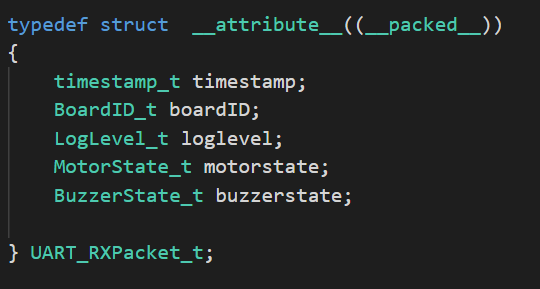 typedef struct  __attribute__((__packed__))
{
    timestamp_t timestamp;
    BoardID_t boardID;
    LogLevel_t loglevel;
    MotorState_t motorstate;
    BuzzerState_t buzzerstate;
} UART_RXPacket_t;